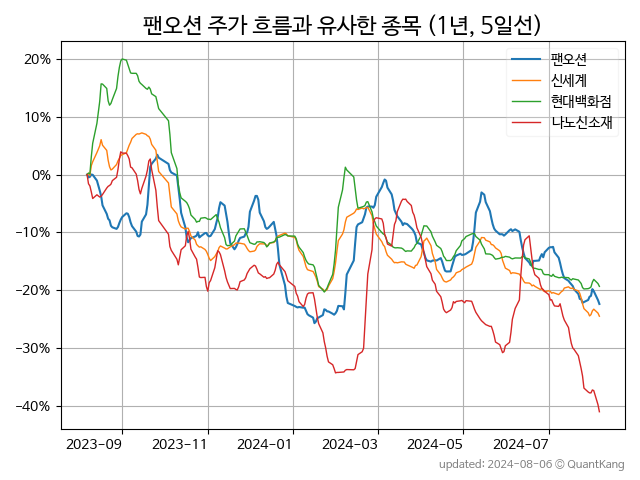 팬오션 주가 흐름과 유사한 종목 (1년, 5일선)
팬오션
신세계
현대백화점
나노신소재
20%
10%
0%
−10%
−20%
−30%
−40%
2023-09 2023-11 2024-01 2024-03 2024-05 2024-07
updated: 2024-08-06 © QuantKang